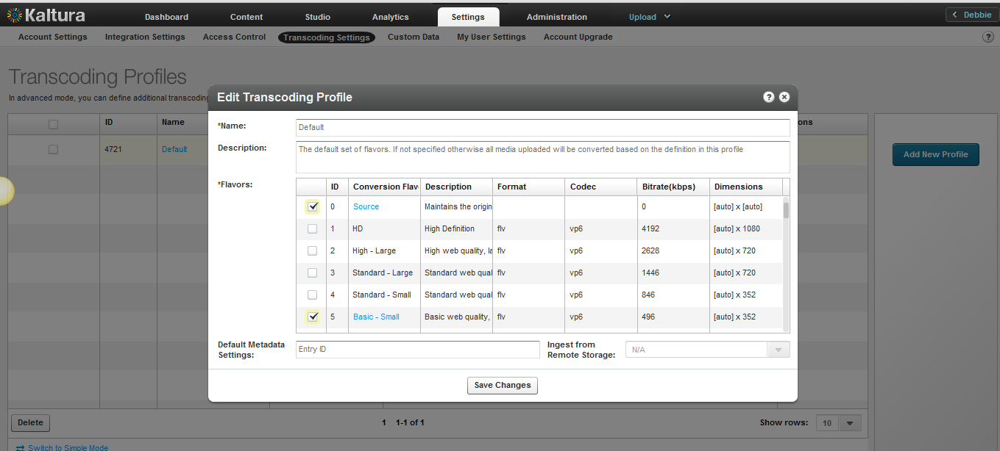 Kaltura Dashboard Content Studio Analytics Settings Administration Upload Debbie
Account Settings Integration Settings Access Control Transcoding Settings Custom Data My User Settings Account Upgrade ?
Transcoding Profiles
In advanced mode, you can define additional transcoding
ID Name ons
4721 Default
Add New Profile
Edit Transcoding Profile ?
*Name: Default
Description: The default set of flavors. If not specified otherwise all media uploaded will be converted based on the definition in this profile
*Flavors: ID Conversion Flav Description Format Codec Bitrate(kbps) Dimensions
0 Source Maintains the origin 0 [auto] x [auto]
1 HD High Definition flv vp6 4192 [auto] x 1080
2 High - Large High web quality, la flv vp6 2628 [auto] x 720
3 Standard - Large Standard web qual flv vp6 1446 [auto] x 720
4 Standard - Small Standard web qual flv vp6 846 [auto] x 352
5 Basic - Small Basic web quality, flv vp6 496 [auto] x 352
Default Metadata
Settings:
Entry ID
Ingest from
Remote Storage:
N/A
Save Changes
Delete 1 1-1 of 1 Show rows: 10
Switch to Simple Mode